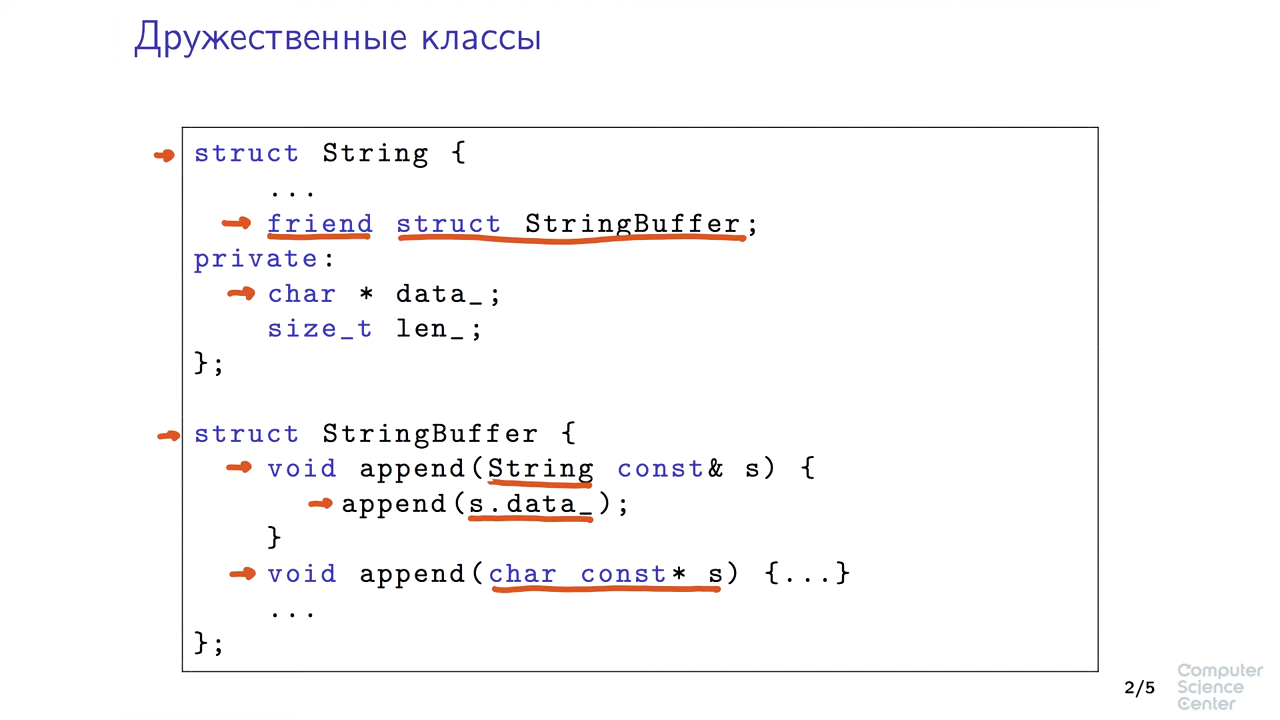 Дружественные классы
struct String {
...
friend struct StringBuffer;
private:
char * data_;
size_t len_;
};
struct StringBuffer {
void append(String const& s) {
append(s.data_);
}
void append(char const* s) {...}
...
};
2/5
Computer
Science
Center